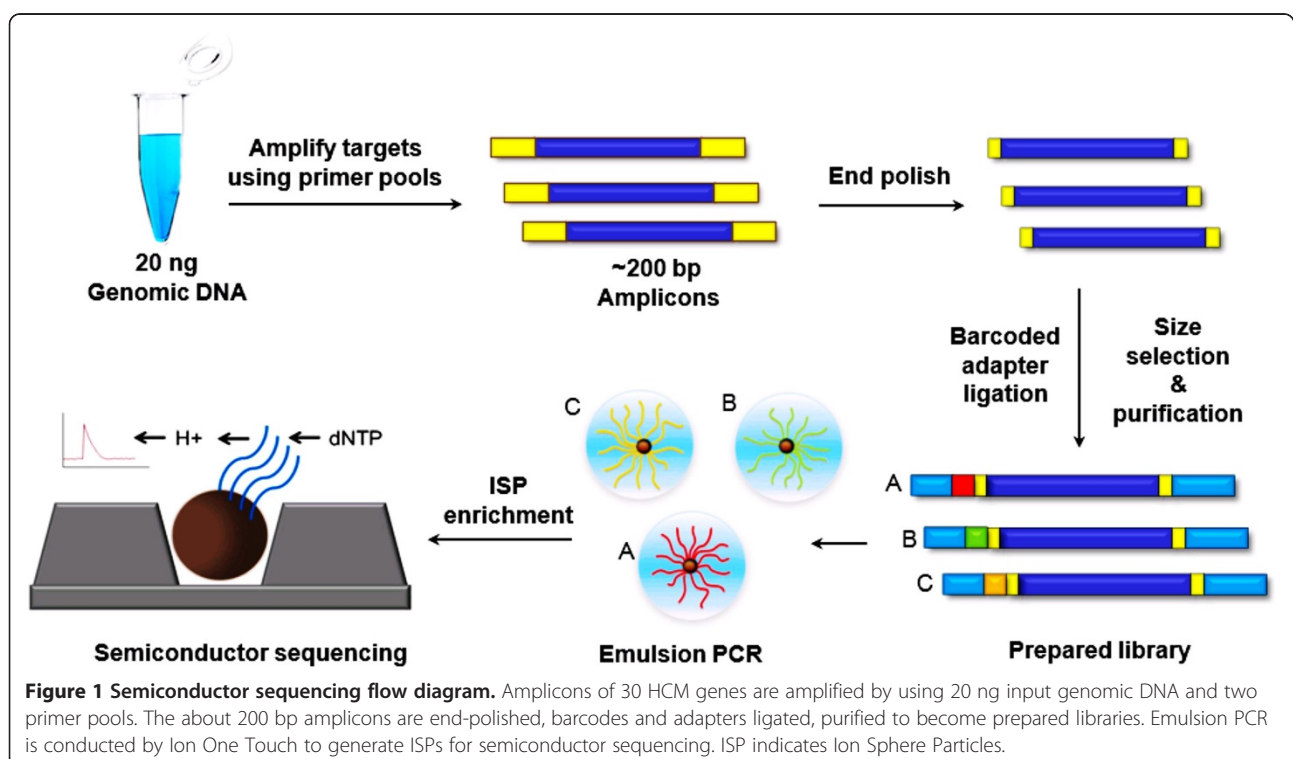 Amplify targets
using primer pools
End polish
20 ng
Genomic DNA
~200 bp
Amplicons
Barcoded
adapter
ligation
Size
selection
&
purification
H+
dNTP
ISP
enrichment
C
B
A
A
B
C
Semiconductor sequencing
Emulsion PCR
Prepared library
Figure 1 Semiconductor sequencing flow diagram. Amplicons of 30 HCM genes are amplified by using 20 ng input genomic DNA and two
primer pools. The about 200 bp amplicons are end-polished, barcodes and adapters ligated, purified to become prepared libraries. Emulsion PCR
is conducted by Ion One Touch to generate ISPs for semiconductor sequencing. ISP indicates Ion Sphere Particles.